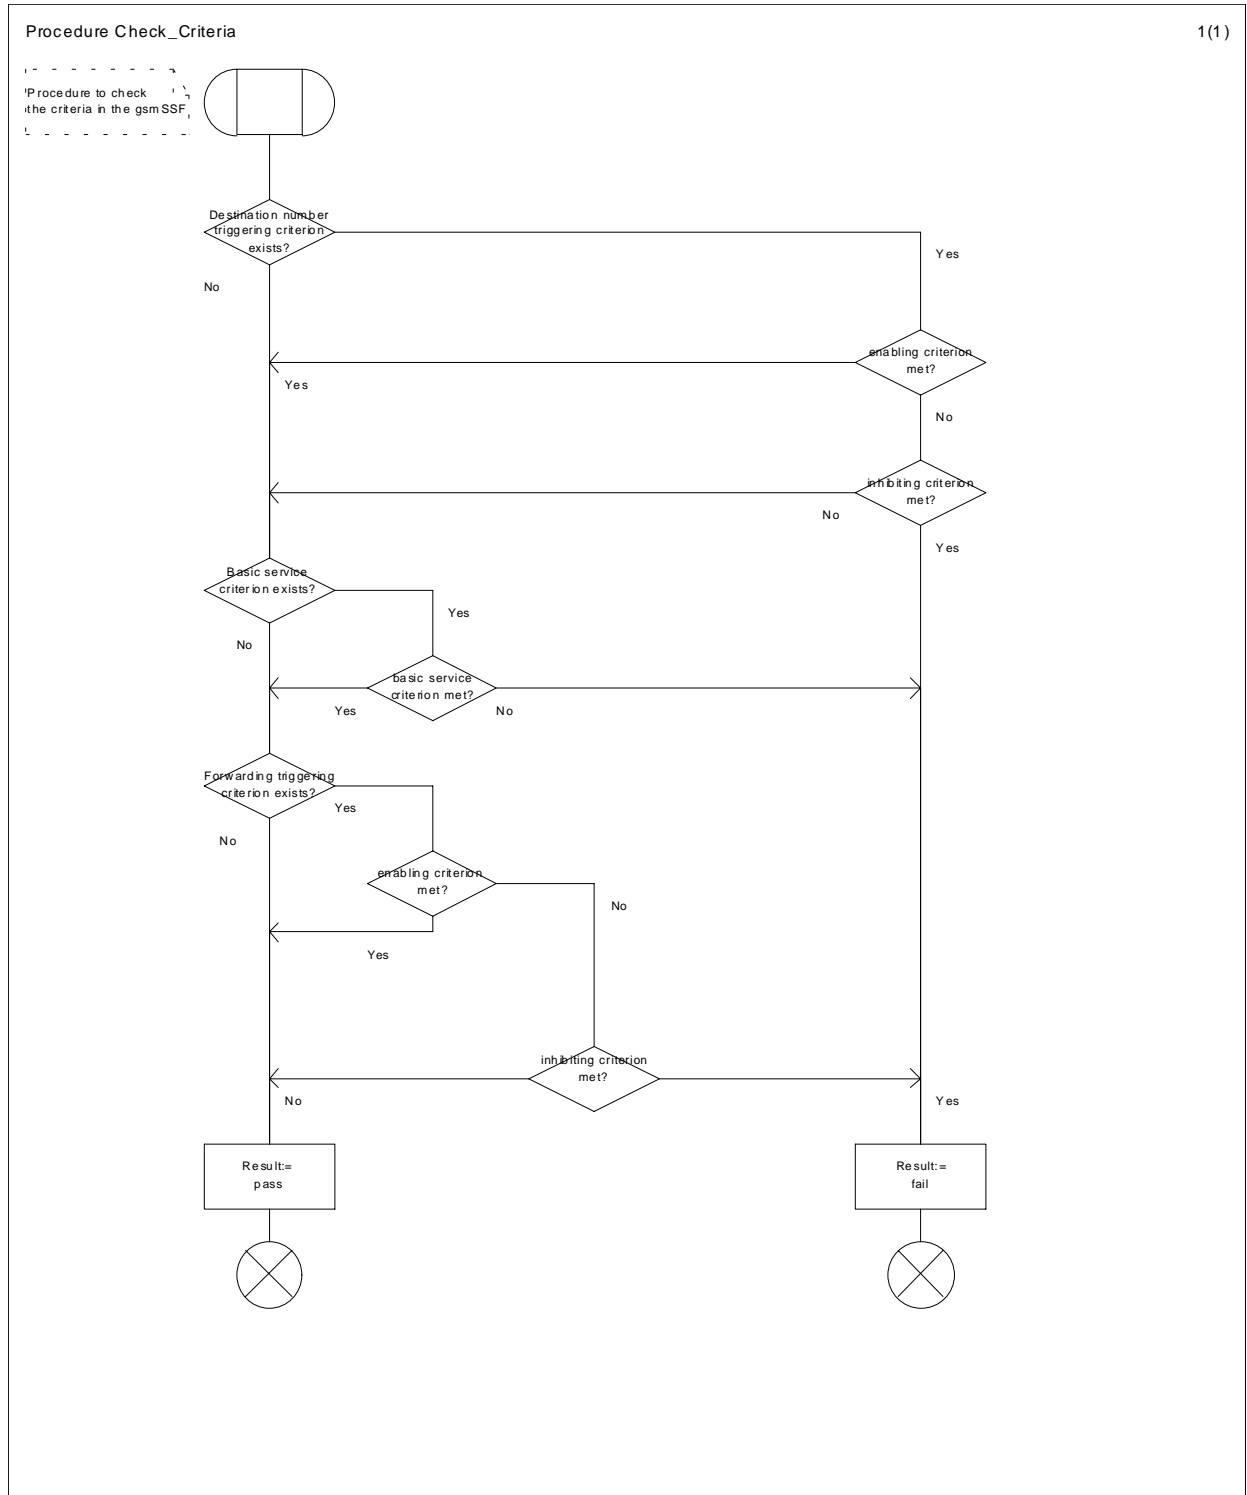 Procedure Check_Criteria
1(1)
Procedure to check
the criteria in the gsmSSF
Destination number
triggering criterion
exists?
Yes
No
enabling criterion
met?
Yes
No
inhibiting criterion
met?
No
Yes
Basic service
criterion exists?
Yes
No
basic service
criterion met?
Yes
No
Forwarding triggering
criterion exists?
Yes
No
enabling criterion
met?
No
Yes
inhibiting criterion
met?
No
Yes
Result:=
pass
Result:=
fail